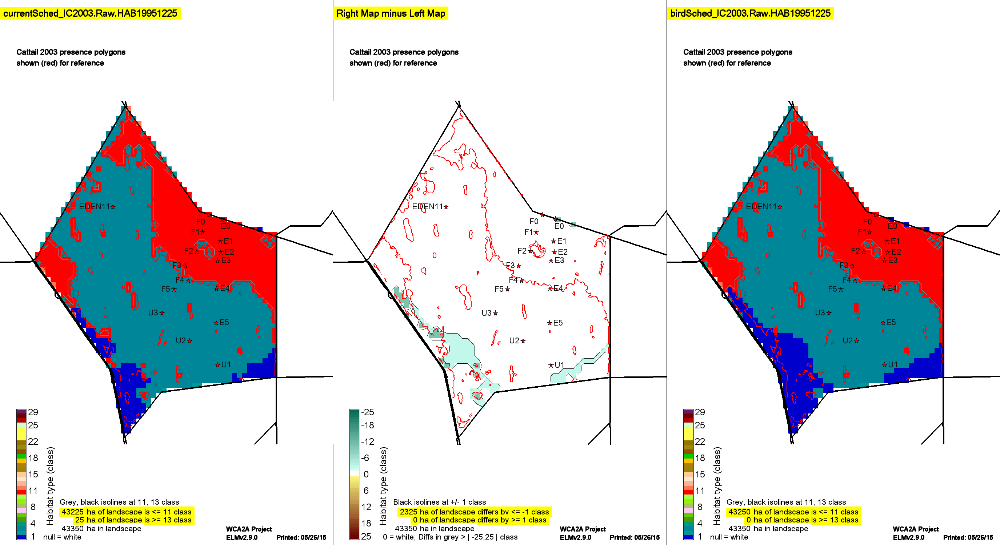 currentSched_IC2003.Raw.HAB19951225
Cattail 2003 presence polygons
shown (red) for reference
EDEN11
F0
E0
F1
E1
F2
E2
E3
F3
F4
F5
E4
U3
E5
U2
U1
29
25
22
18
15
11
8
4
1
Habitat type (class)
Grey, black isolines at 11, 13 class
43225 ha of landscape is <= 11 class
25 ha of landscape is >= 13 class
43350 ha in landscape
null = white
WCA2A Project
ELMv2.9.0
Printed: 05/26/15
Right Map minus Left Map
Cattail 2003 presence polygons
shown (red) for reference
EDEN11
F0
E0
F1
E1
F2
E2
E3
F3
F4
F5
E4
U3
E5
U2
U1
-25
-18
-12
-6
0
6
12
18
25
Habitat type (class)
Black isolines at +/- 1 class
2325 ha of landscape differs by <= -1 class
0 ha of landscape differs by >= 1 class
43350 ha in landscape
0 = white; Diffs in grey > | -25,25 | class
WCA2A Project
ELMv2.9.0
Printed: 05/26/15
birdSched_IC2003.Raw.HAB19951225
Cattail 2003 presence polygons
shown (red) for reference
EDEN11
F0
E0
F1
E1
F2
E2
E3
F3
F4
F5
E4
U3
E5
U2
U1
29
25
22
18
15
11
8
4
1
Habitat type (class)
Grey, black isolines at 11, 13 class
43250 ha of landscape is <= 11 class
0 ha of landscape is >= 13 class
43350 ha in landscape
null = white
WCA2A Project
ELMv2.9.0
Printed: 05/26/15